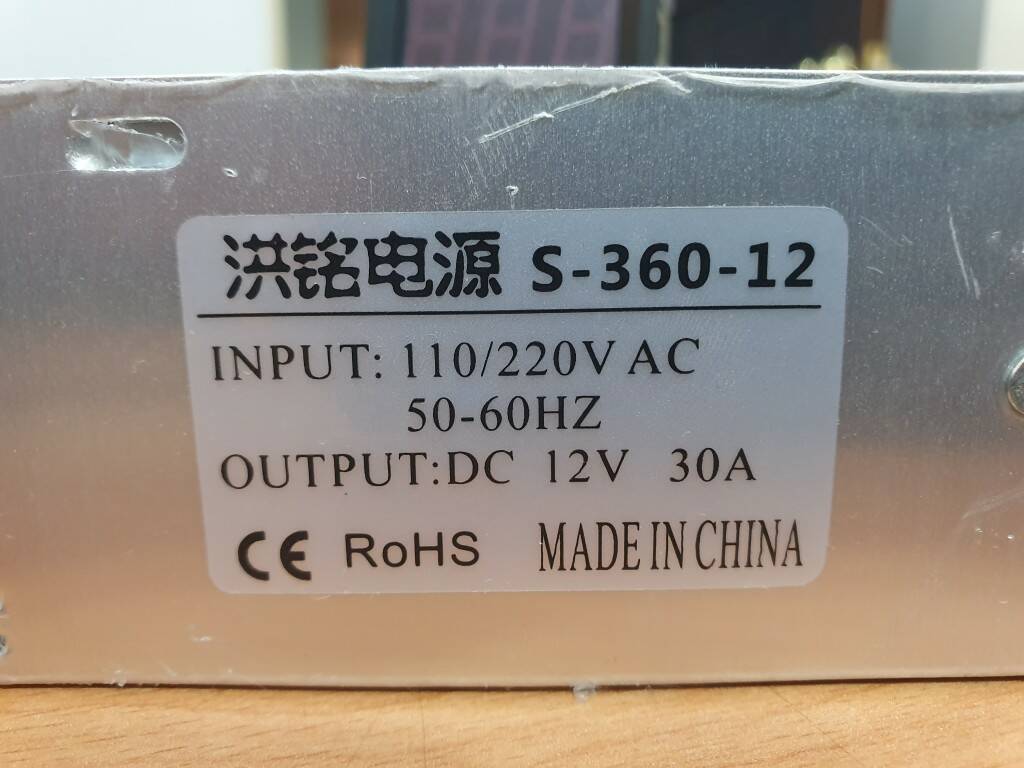 洪铭电源 S-360-12
INPUT: 110/220V AC
50-60HZ
OUTPUT:DC 12V 30A
CE RoHS MADE IN CHINA